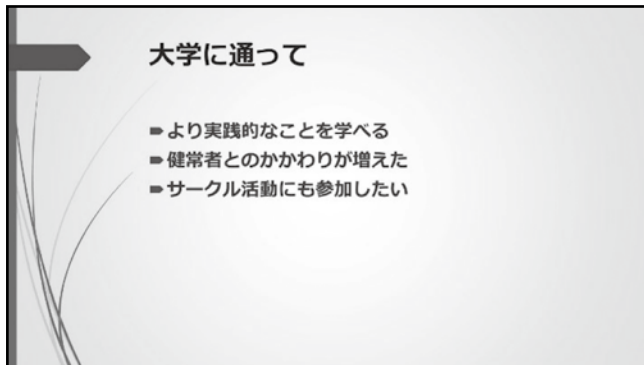 大学に通って
より実践的なことを学べる
健常者とのかかわりが増えた
サークル活動にも参加したい